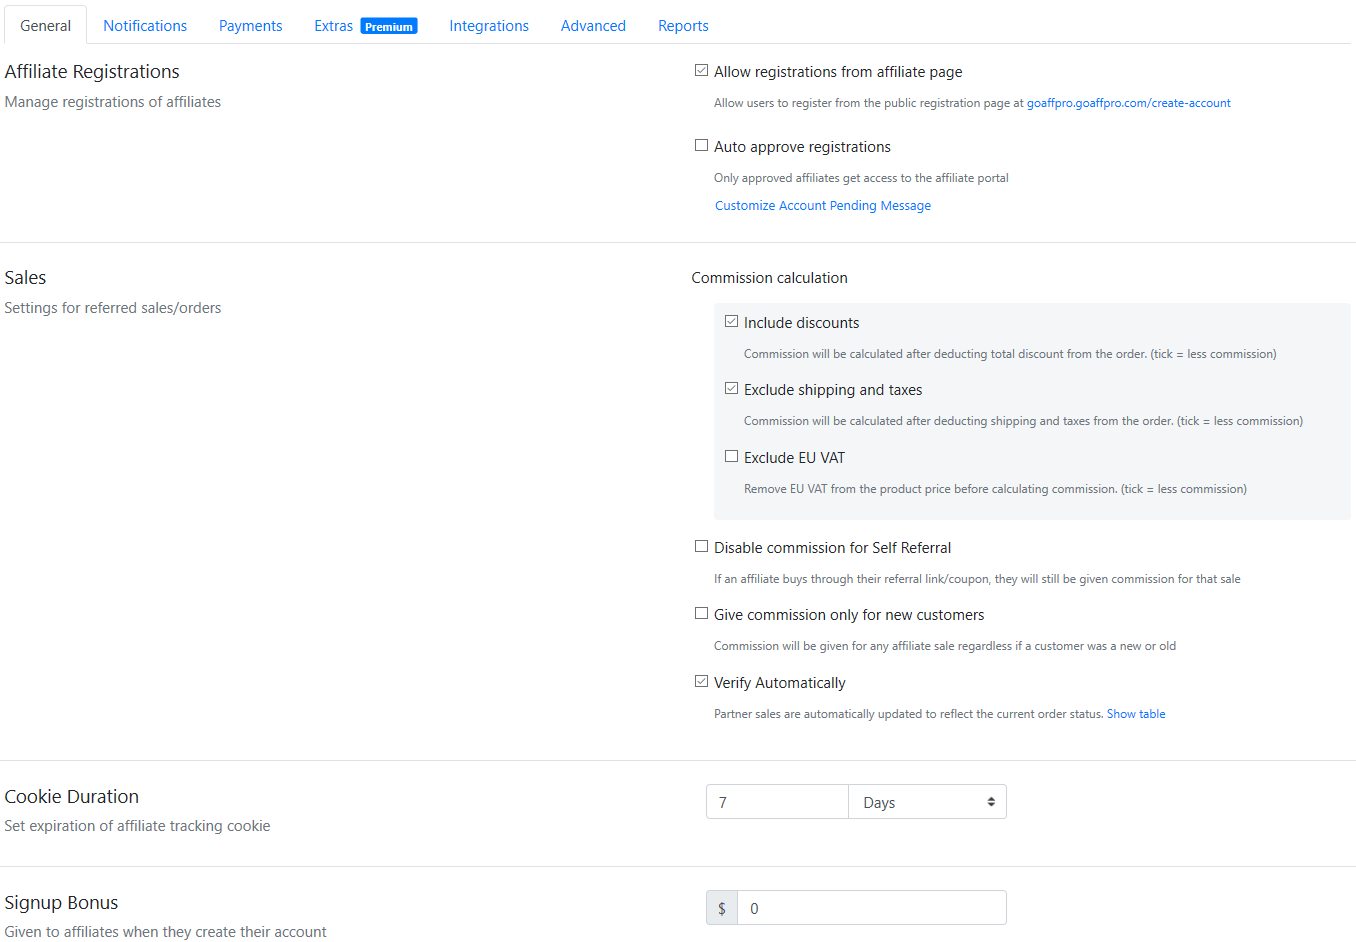 General Notifications Payments Extras Premium Integrations Advanced Reports
Affiliate Registrations
Manage registrations of affiliates
Allow registrations from affiliate page
Allow users to register from the public registration page at goaffpro.goaffpro.com/create-account
Auto approve registrations
Only approved affiliates get access to the affiliate portal
Customize Account Pending Message
Sales
Settings for referred sales/orders
Commission calculation
Include discounts
Commission will be calculated after deducting total discount from the order. (tick = less commission)
Exclude shipping and taxes
Commission will be calculated after deducting shipping and taxes from the order. (tick = less commission)
Exclude EU VAT
Remove EU VAT from the product price before calculating commission. (tick = less commission)
Disable commission for Self Referral
If an affiliate buys through their referral link/coupon, they will still be given commission for that sale
Give commission only for new customers
Commission will be given for any affiliate sale regardless if a customer was a new or old
Verify Automatically
Partner sales are automatically updated to reflect the current order status. Show table
Cookie Duration
Set expiration of affiliate tracking cookie
7 Days
Signup Bonus
Given to affiliates when they create their account
$ 0